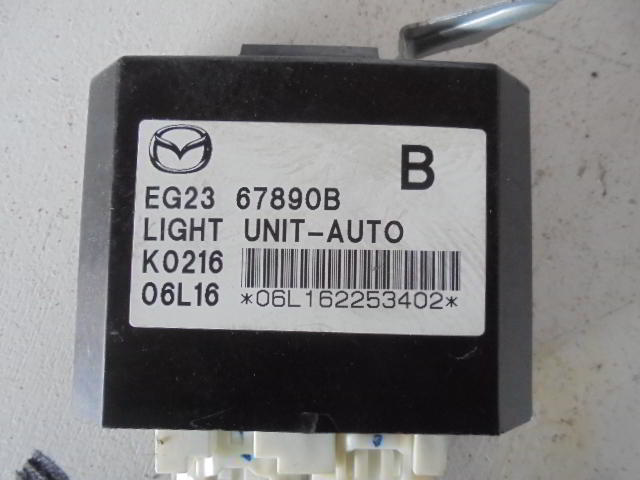 B
EG23 67890B
LIGHT UNIT-AUTO
K0216
06L16 *06L162253402*